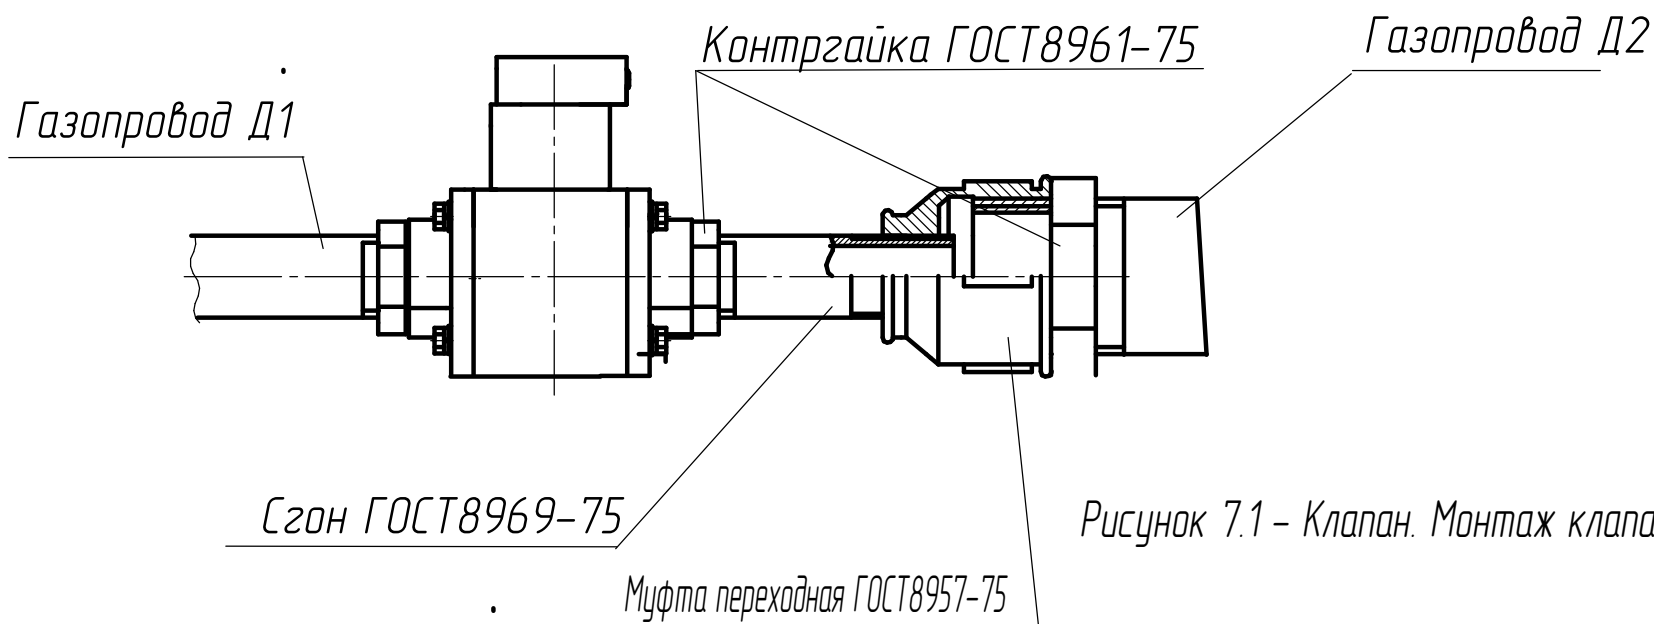 Контргайка ГОСТ8961-75
Газопровод Д2
Газопровод Д1
Сгон ГОСТ8969-75
Рисунок 7.1 - Клапан. Монтаж
Муфта переходная ГОСТ8957-75